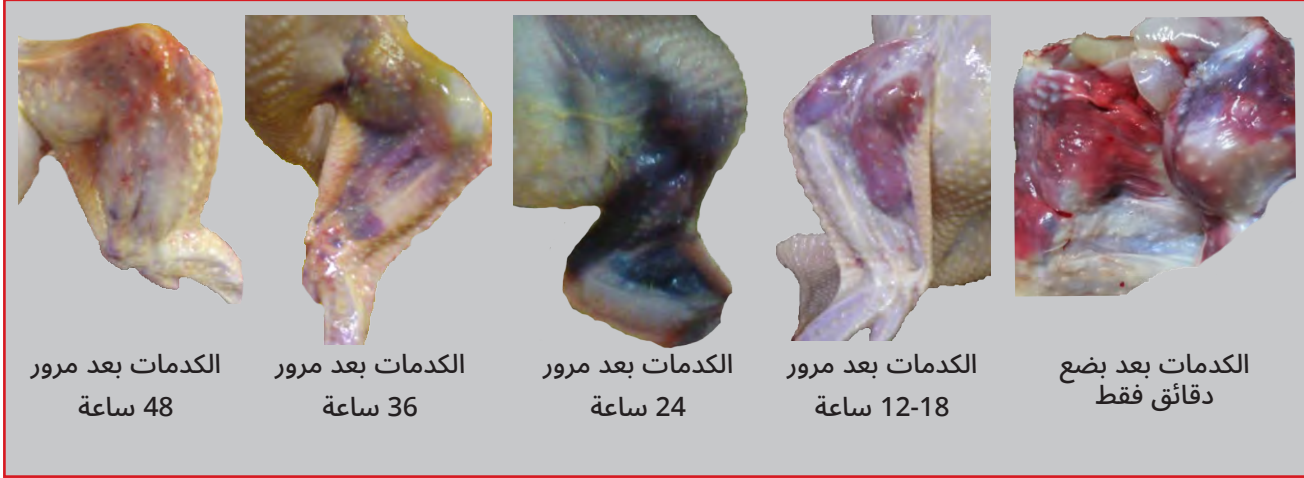 الكدمات بعد بضع
دقائق فقط
الكدمات بعد مرور
12-18 ساعة
الكدمات بعد مرور
24 ساعة
الكدمات بعد مرور
36 ساعة
الكدمات بعد مرور
48 ساعة